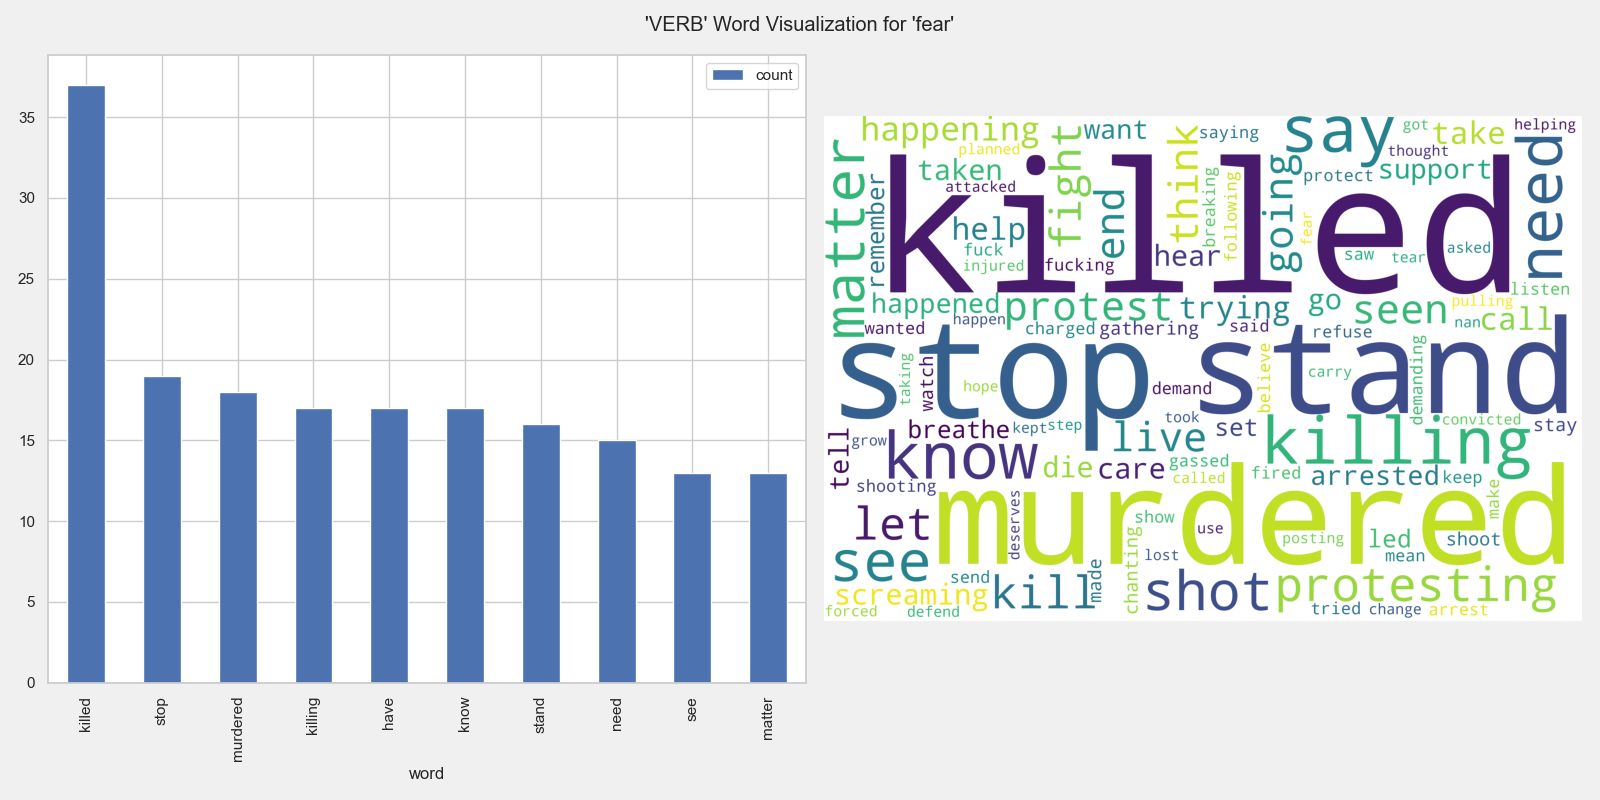 'VERB' Word Visualization for 'fear'
count
35
30
25
20
15
10
5
0
killed
stop
murdered
killing
have
know
stand
need
see
matter
word
happening
want
saying
say
got
take
helping
planned
thought
taken
fight
think
support
matter
attacked
protect
need
remember
killed
end
breaking
following
going
help
fear
fuck
hear
saw
tear
asked
injured
fucking
listen
happened
protest
trying
go
seen
pulling
call
nan
wanted
happen
charged
gathering
said
refuse
stop
stand
taking
watch
hope
demand
believe
carry
demanding
took
convicted
stay
breathe
kept
step
live
set
killing
tell
grow
know
die
care
gassed
called
fired
arrested
keep
shooting
murdered
make
let
deserves
show
use
posting
led
shoot
see
lost
mean
send
kill
made
chanting
shot
protesting
screaming
forced
defend
tried
change
arrest